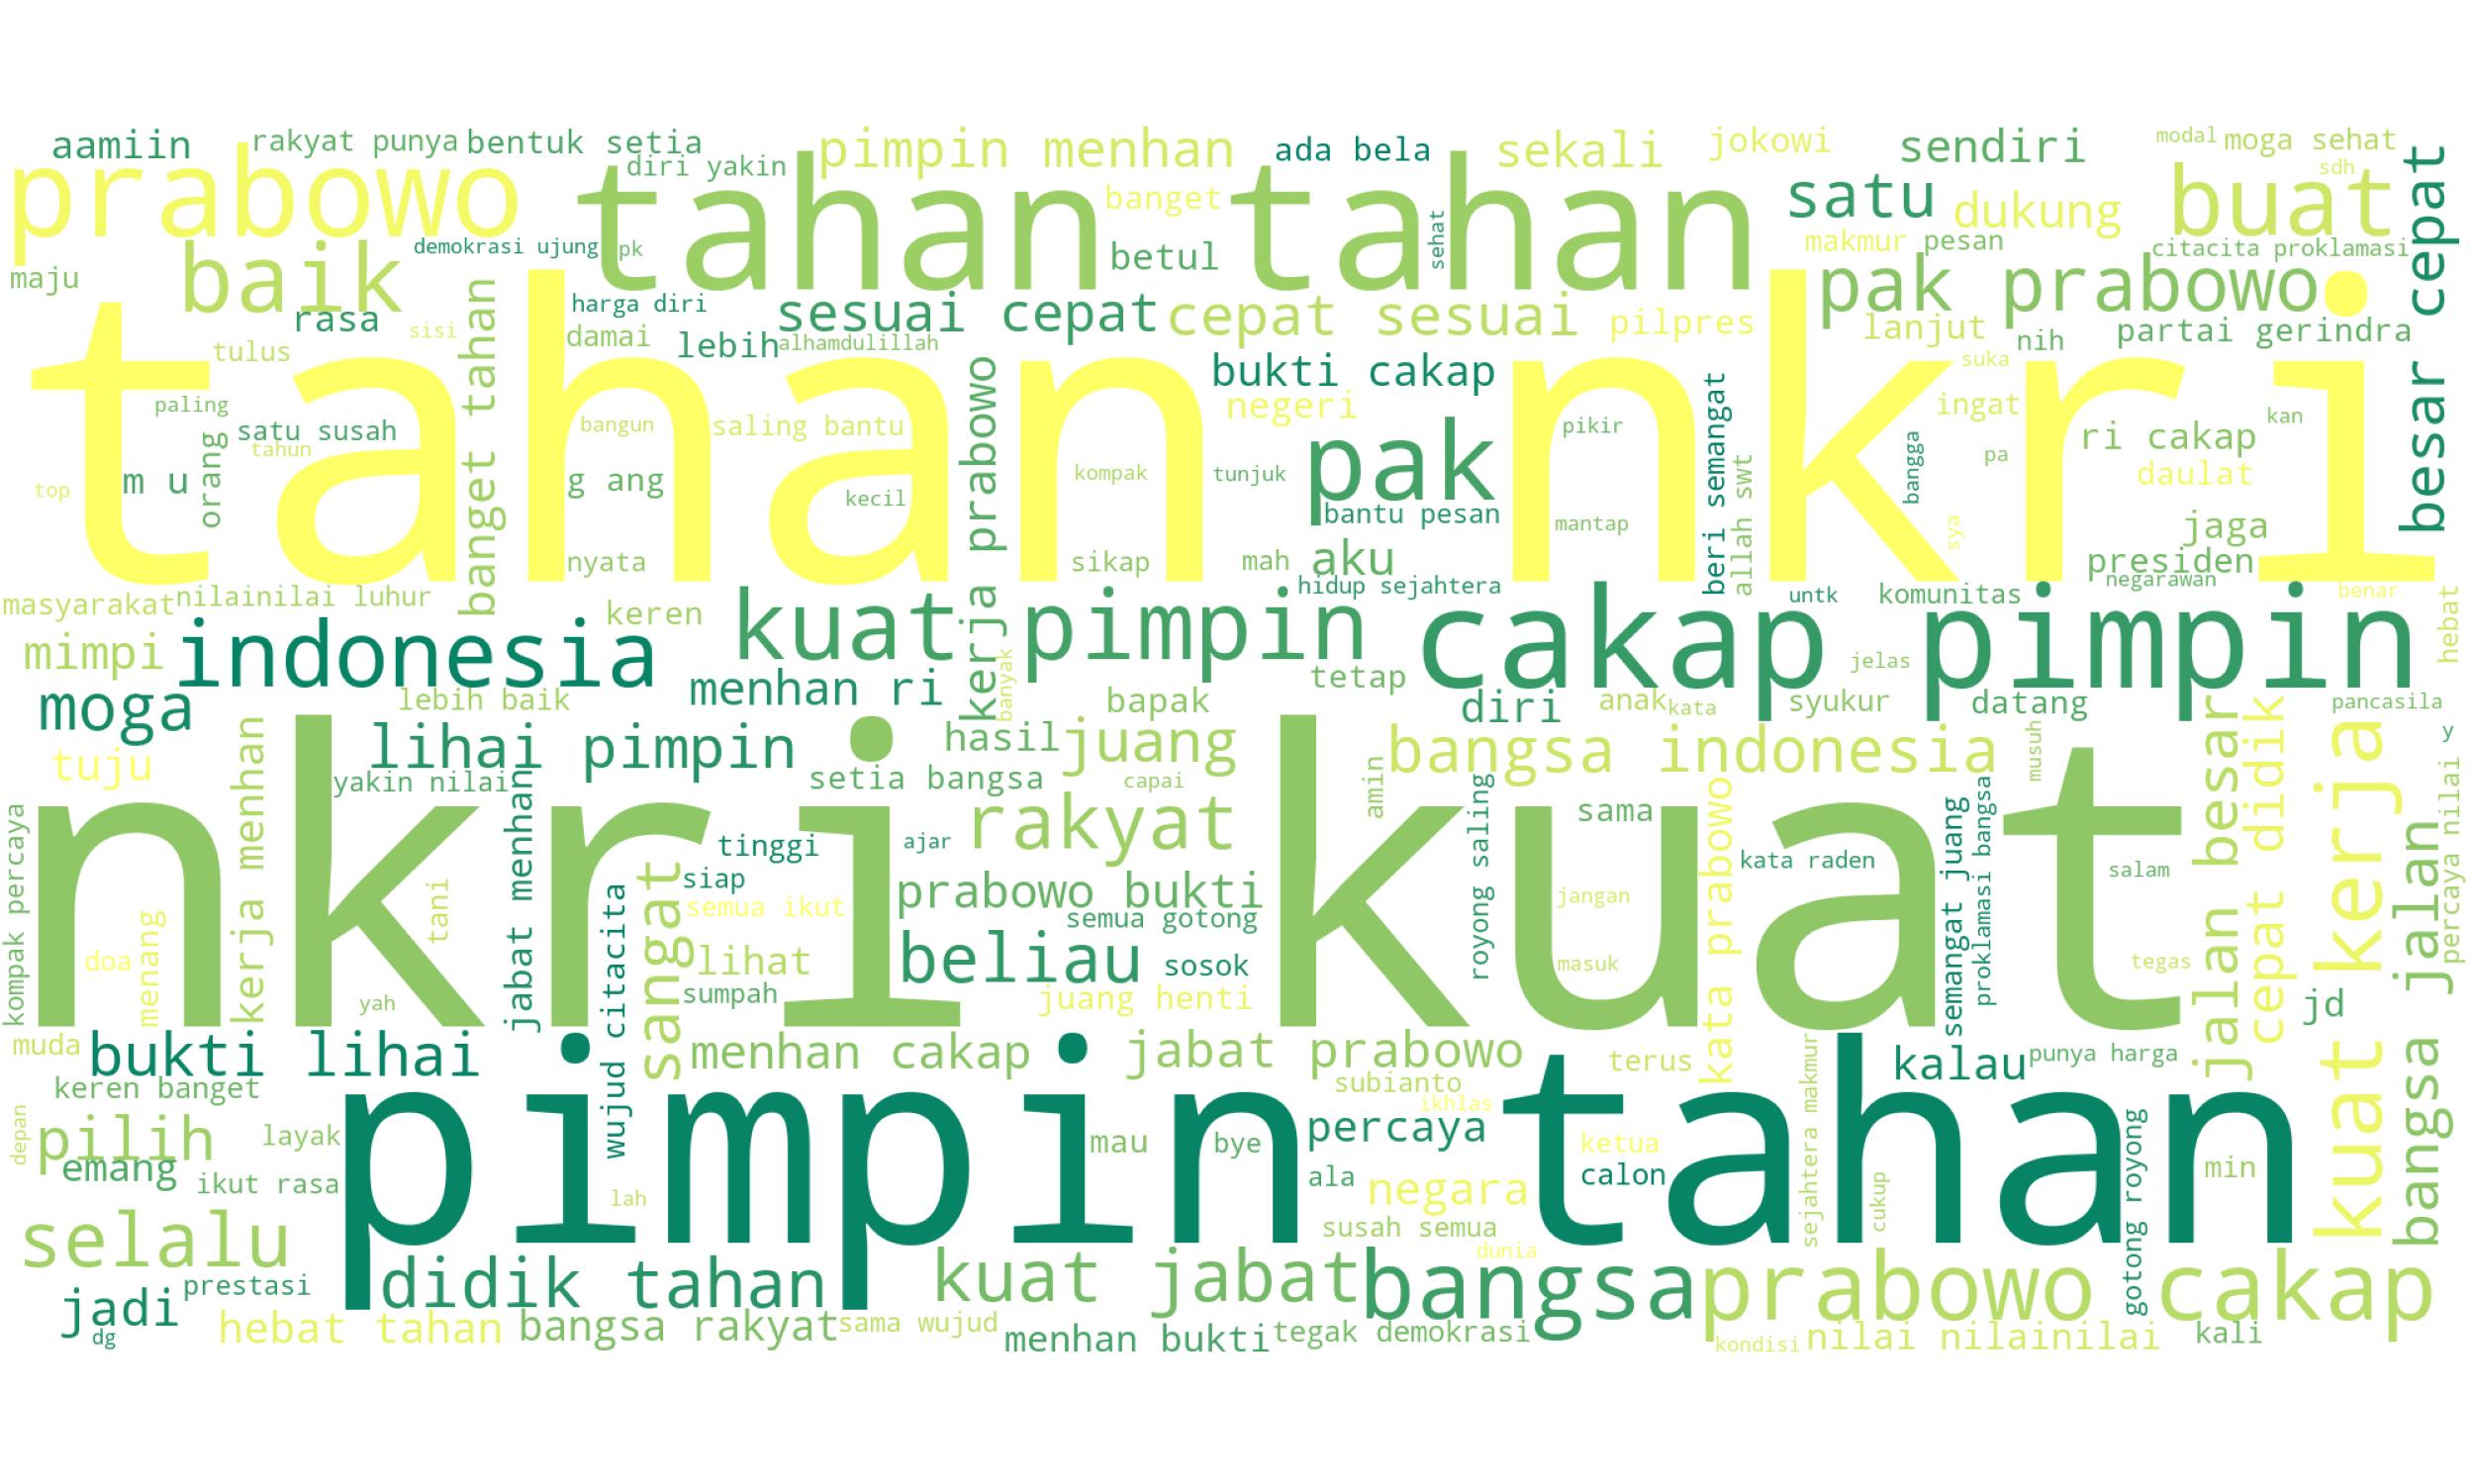 aamiin
rakyat punya
bentuk setia
pimpin menhan
ada bela
sekali
jokowi
sendiri
modal
moga sehat
prabowo
diri yakin
tahan tahan
banget
sehat
satu
dukung
buat
sdh
besar cepat
baik
demokrasi ujung
pk
betul
makmur
pesan
citacita proklamasi
maju
rasa
sisi
banget tahan
harga diri
sesuai cepat
cepat sesuai
pilpres
pak prabowo
lanjut
nih
partai gerindra
tulus
damai
lebih
alhamdulillah
tahan nkri
kerja prabowo
bukti cakap
beri semangat
suka
paling
satu susah
orang
tahun
bangun
saling bantu
negeri
pak
pikir
ingat
ri cakap
kan
top
m u
g ang
kecil
kompak
tunjuk
allah swt
bangga
pa
daulat
bantu pesan
mantap
sya
jaga
nyata
sikap
mah
aku
presiden
masyarakat
nilainilai luhur
keren
hidup sejahtera
untk
komunitas
negarawan
benar
hebat
mimpi
indonesia
kuat pimpin
cakap pimpin
banyak
tetap
jelas
moga
lebih baik
menhan ri
bapak
diri
anak
kata
syukur
datang
pancasila
kerja menhan
lihai pimpin
hasil
juang
bangsa indonesia
musuh
jalan besar
cepat didik
kuat kerja
y
tuju
yakin nilai
jabat menhan
setia bangsa
capai
amin
nkri kuat
kompak percaya
tani
tinggi
ajar
rakyat
royong saling
sama
kata prabowo
semangat juang
proklamasi bangsa
bangsa jalan
percaya nilai
wujud citacita
sangat
siap
prabowo bukti
kata raden
salam
menang
doa
semua ikut
semua gotong
jangan
lihat
beliau
sosok
masuk
tegas
yah
sumpah
juang henti
jd
muda
bukti lihai
menhan cakap
jabat prabowo
terus
kalau
punya harga
keren banget
subianto
ikhlas
sejahtera makmur
pimpin tahan
depan
pilih
layak
mau
bye
percaya
ketua
gotong royong
emang
ikut rasa
lah
ala
negara
calon
cukup
min
selalu
susah semua
dunia
jadi
prestasi
didik tahan
kuat jabat
bangsa
prabowo cakap
dg
hebat tahan
bangsa rakyat
sama wujud
menhan bukti
tegak demokrasi
kondisi
nilai nilainilai
kali